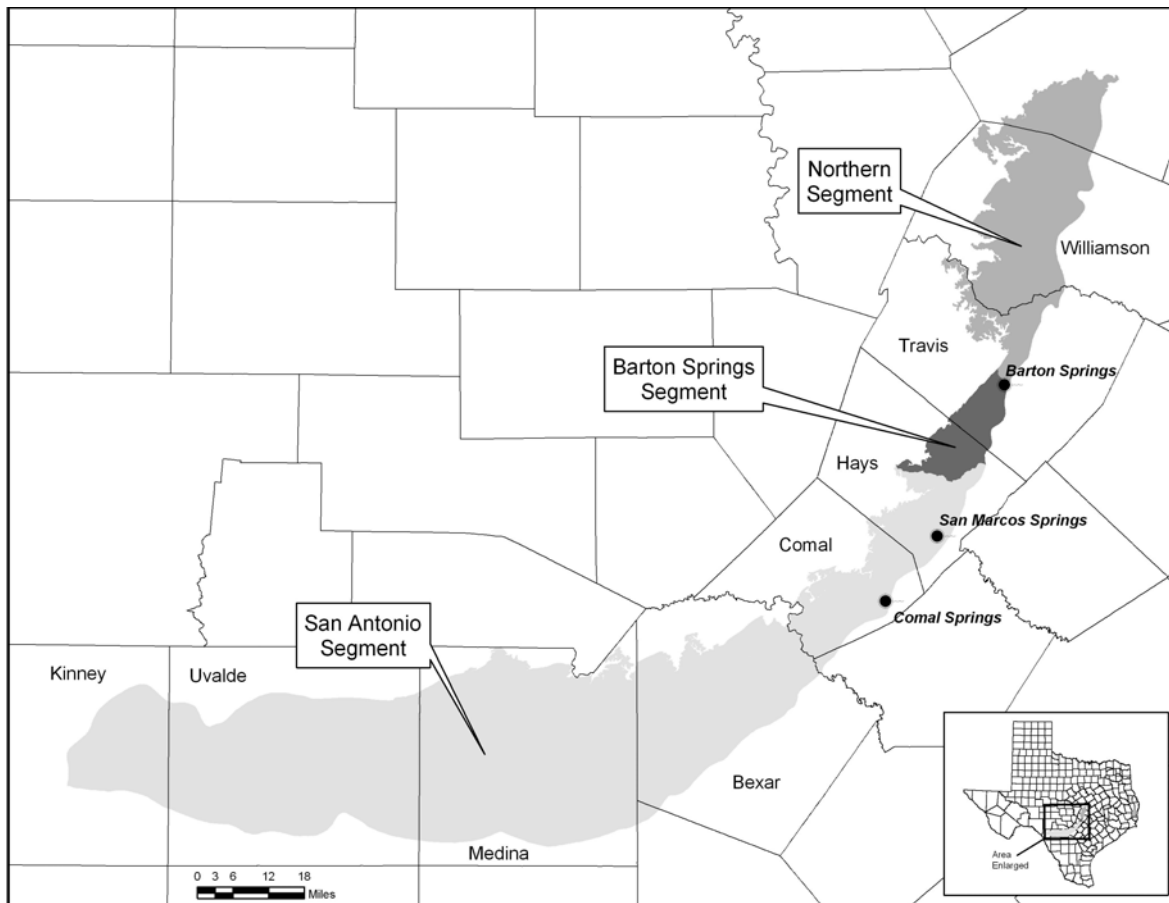 Northern
Segment
Williamson
Travis
Barton Springs
Segment
Barton Springs
Hays
San Marcos Springs
Comal
Comal Springs
San Antonio
Segment
Kinney
Uvalde
Bexar
Medina
0 3 6 12 18
Miles
Area
Enlarged